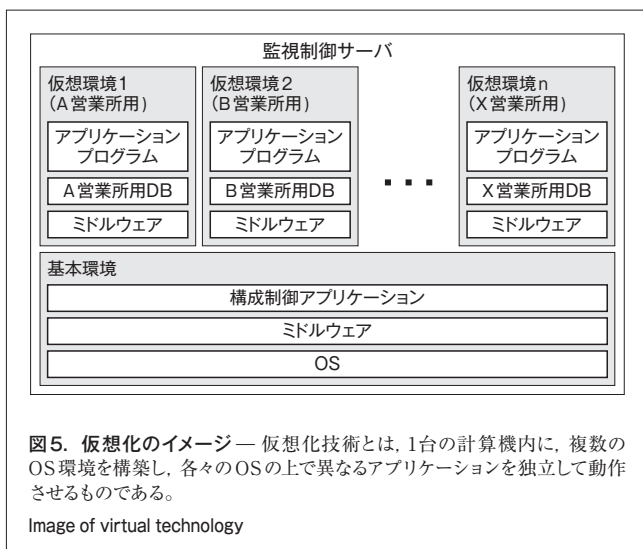 監視制御サーバ
仮想環境1
（A営業所用）
アプリケーション
プログラム
A営業所用DB
ミドルウェア
仮想環境2
（B営業所用）
アプリケーション
プログラム
B営業所用DB
ミドルウェア
・・・
仮想環境n
（X営業所用）
アプリケーション
プログラム
X営業所用DB
ミドルウェア
基本環境
構成制御アプリケーション
ミドルウェア
OS
図5．仮想化のイメージ ― 仮想化技術とは，1台の計算機内に，複数の
OS環境を構築し，各々のOSの上で異なるアプリケーションを独立して動作
させるものである。
Image of virtual technology